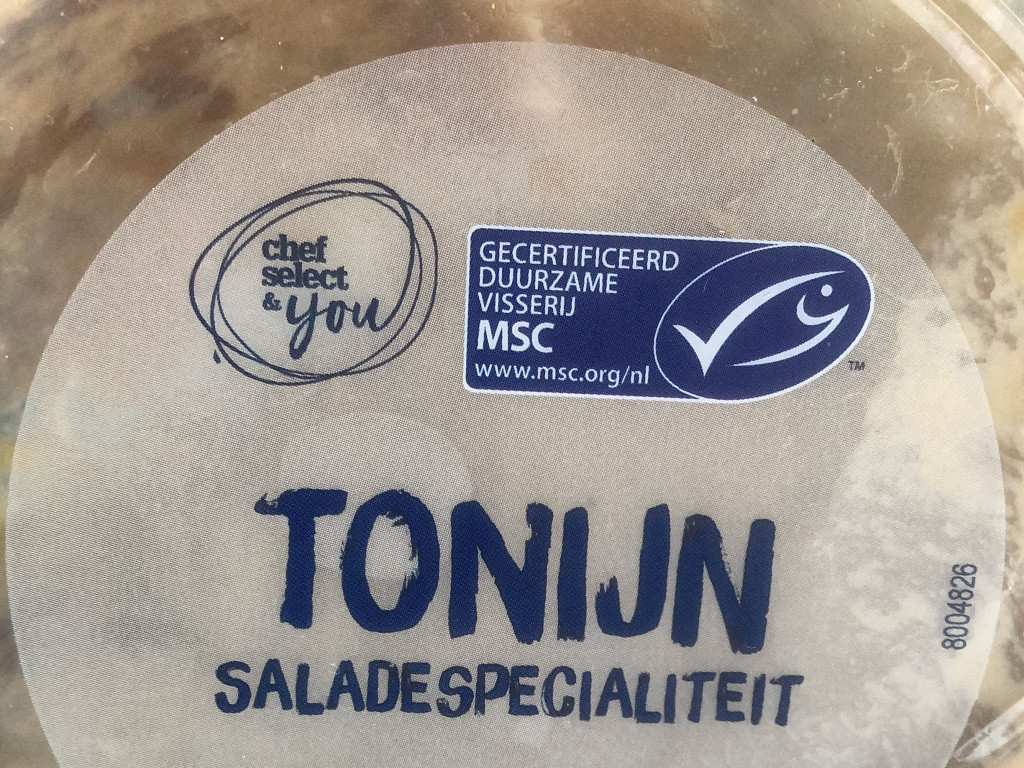 chef
select
& you
GECERTIFICEERD
DUURZAME
VISSERIJ
MSC
www.msc.org/nl
TM
TONIJN
SALADESPECIALITEIT
8004826